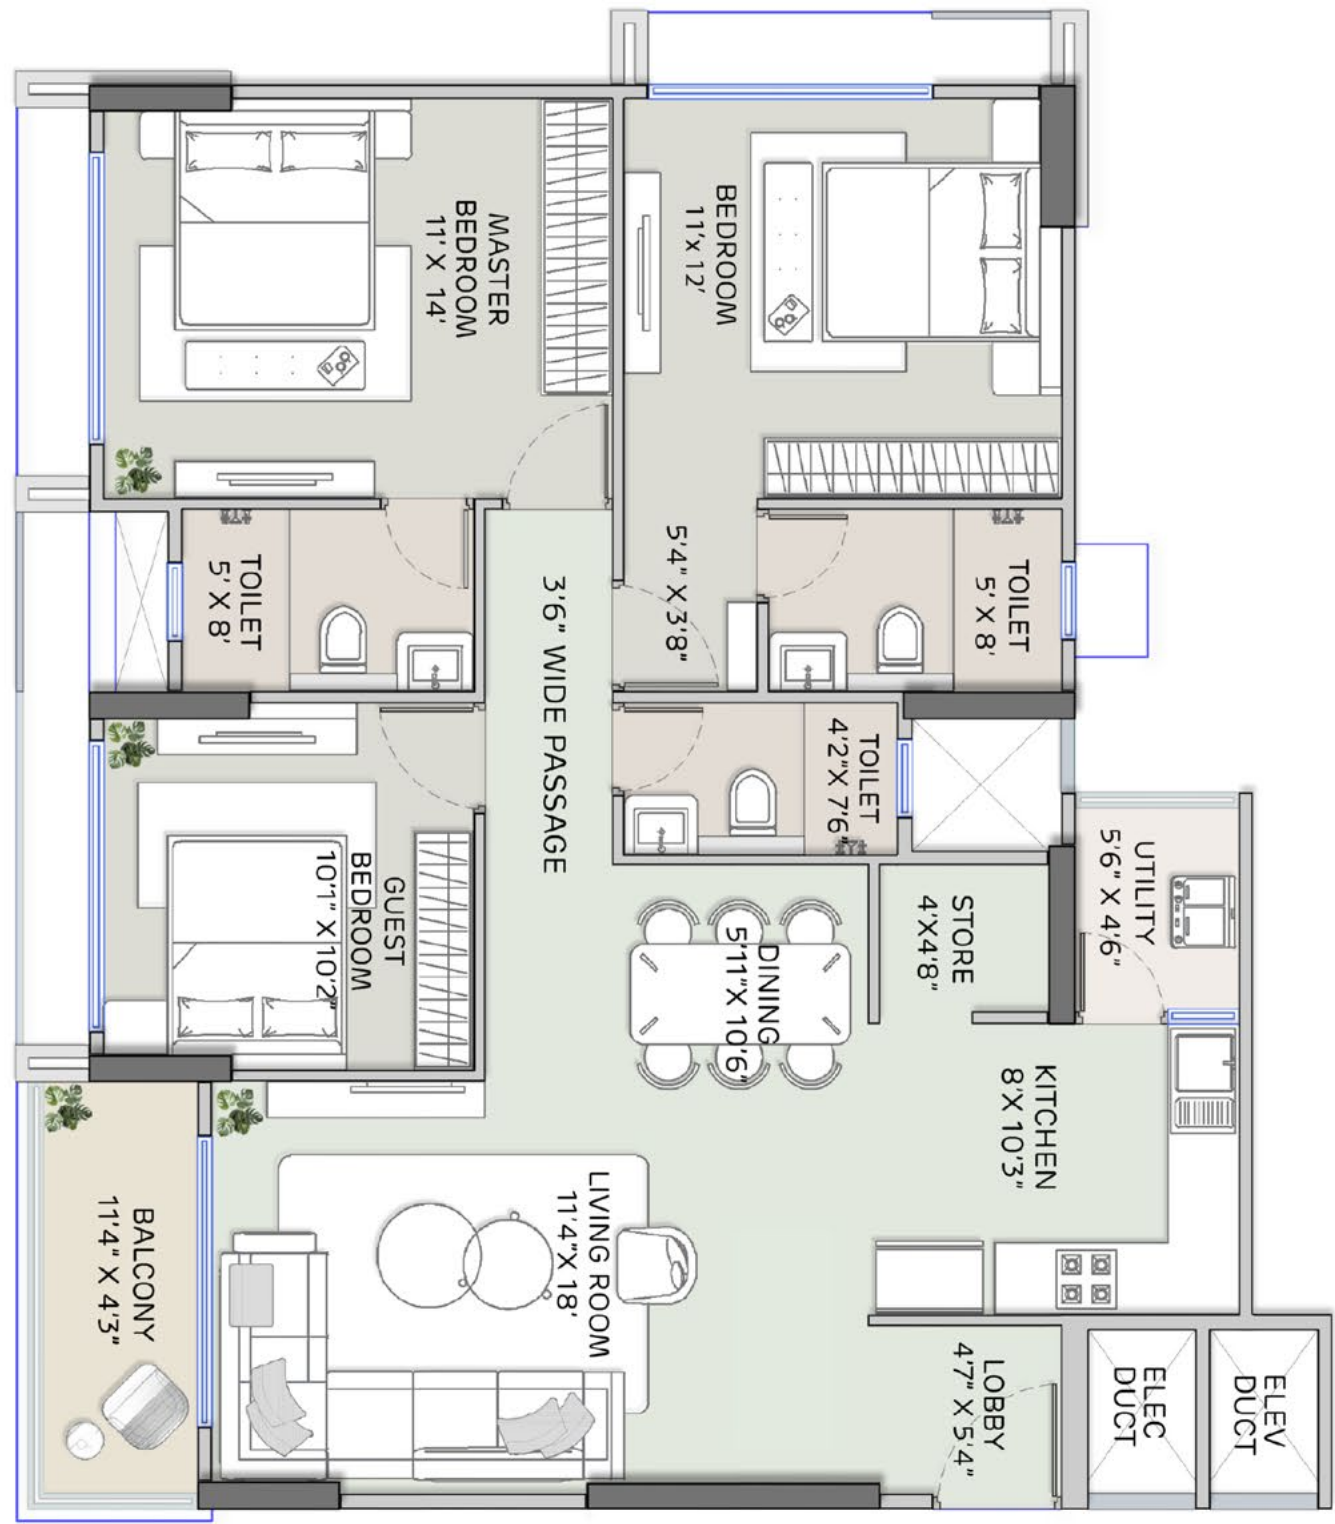 MASTER
BEDROOM
11' X 14'
BEDROOM
11'x 12'
TOILET
5' X 8'
3'6" WIDE PASSAGE
5'4" X 3'8"
TOILET
5' X 8'
TOILET
4'2"X 7'6"
GUEST
BEDROOM
10'1" X 10'2"
DINING
5'11"X 10'6"
STORE
4'X4'8"
UTILITY
5'6" X 4'6"
KITCHEN
8'X 10'3"
BALCONY
11'4" X 4'3"
LIVING ROOM
11'4"X 18'
LOBBY
4'7" X 5'4"
ELEC
DUCT
ELEV
DUCT